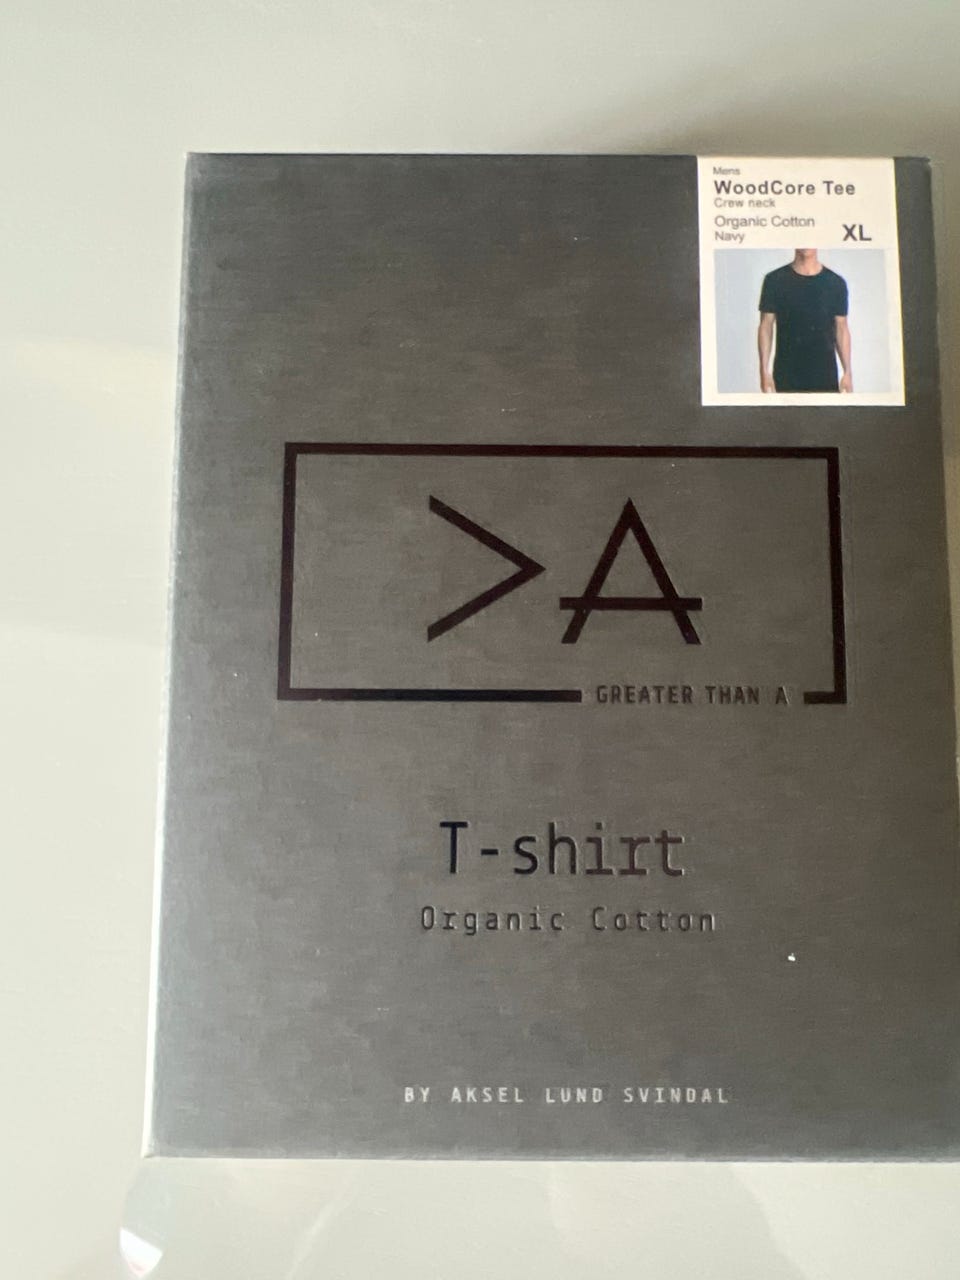 Mens
WoodCore Tee
Crew neck
Organic Cotton
Navy XL
>A
GREATER THAN A
T-shirt
Organic Cotton
BY AKSEL LUND SVINDAL